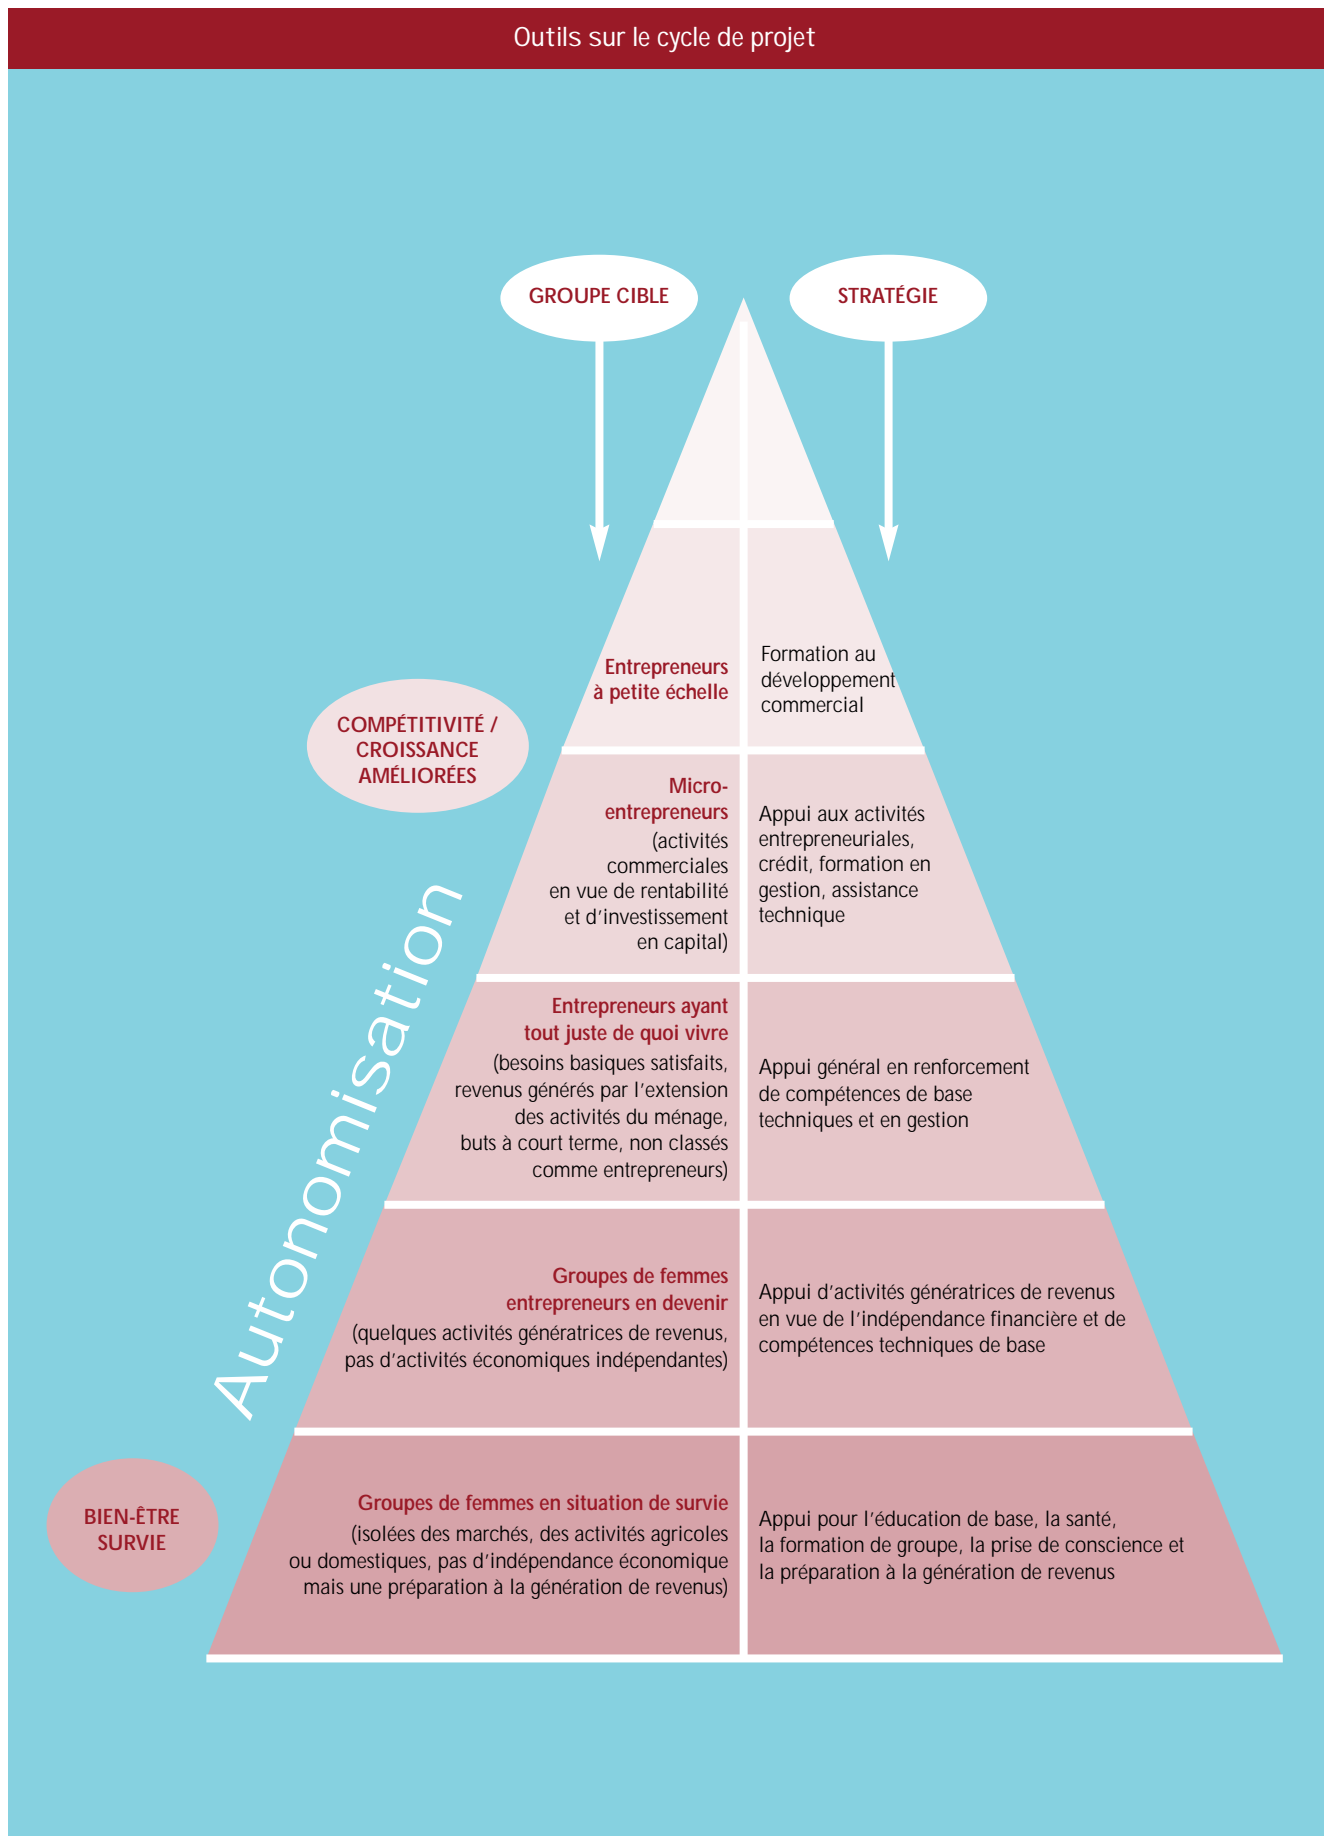 Outils sur le cycle de projet
GROUPE CIBLE
STRATÉGIE
Entrepreneurs
à petite échelle
Formation au
développement
commercial
COMPÉTITIVITÉ /
CROISSANCE
AMÉLIORÉES
Micro-
entrepreneurs
(activités
commerciales
en vue de rentabilité
et d'investissement
en capital)
Appui aux activités
entrepreneuriales,
crédit, formation en
gestion, assistance
technique
Autonomisation
Entrepreneurs ayant
tout juste de quoi vivre
(besoins basiques satisfaits,
revenus générés par l'extension
des activités du ménage,
buts à court terme, non classés
comme entrepreneurs)
Appui général en renforcement
de compétences de base
techniques et en gestion
Groupes de femmes
entrepreneurs en devenir
(quelques activités génératrices de revenus,
pas d'activités économiques indépendantes)
Appui d'activités génératrices de revenus
en vue de l'indépendance financière et de
compétences techniques de base
BIEN-ÊTRE
SURVIE
Groupes de femmes en situation de survie
(isolées des marchés, des activités agricoles
ou domestiques, pas d'indépendance économique
mais une préparation à la génération de revenus)
Appui pour l'éducation de base, la santé,
la formation de groupe, la prise de conscience et
la préparation à la génération de revenus